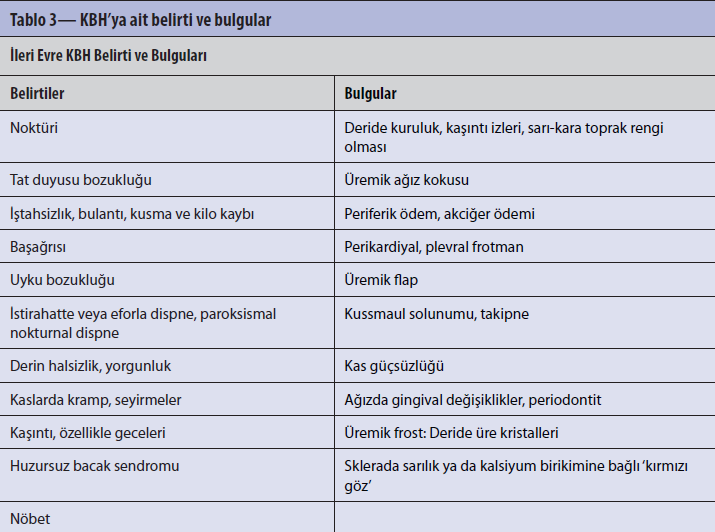 Tablo 3— KBH'ya ait belirti ve bulgular
İleri Evre KBH Belirti ve Bulguları
Belirtiler Bulgular
Noktüri Deride kuruluk, kaşıntı izleri, sarı-kara toprak rengi
olması
Tat duyusu bozukluğu Üremik ağız kokusu
İştahsızlık, bulantı, kusma ve kilo kaybı Periferik ödem, akciğer ödemi
Başağrısı Perikardiyal, plevral frotman
Uyku bozukluğu Üremik flap
İstirahatte veya eforla dispne, paroksismal Kussmaul solunumu, takipne
nokturnal dispne
Derin halsizlik, yorgunluk Kas güçsüzlüğü
Kaslarda kramp, seyirmeler Ağızda gingival değişiklikler, periodontit
Kaşıntı, özellikle geceleri Üremik frost: Deride üre kristalleri
Huzursuz bacak sendromu Sklerada sarılık ya da kalsiyum birikimine bağlı 'kırmızı
göz'
Nöbet